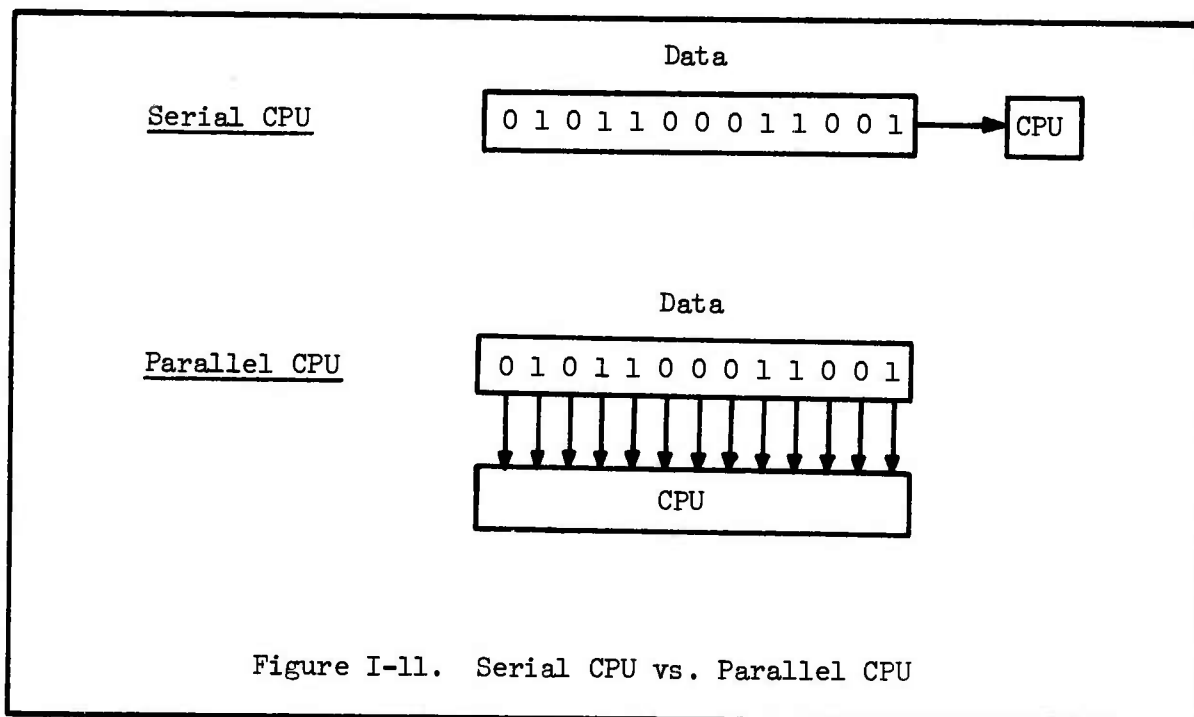 Data
Serial CPU
0 1 0 1 1 0 0 0 1 1 0 0 1
CPU
Data
Parallel CPU
0 1 0 1 1 0 0 0 1 1 0 0 1
CPU
Figure I-11. Serial CPU vs. Parallel CPU